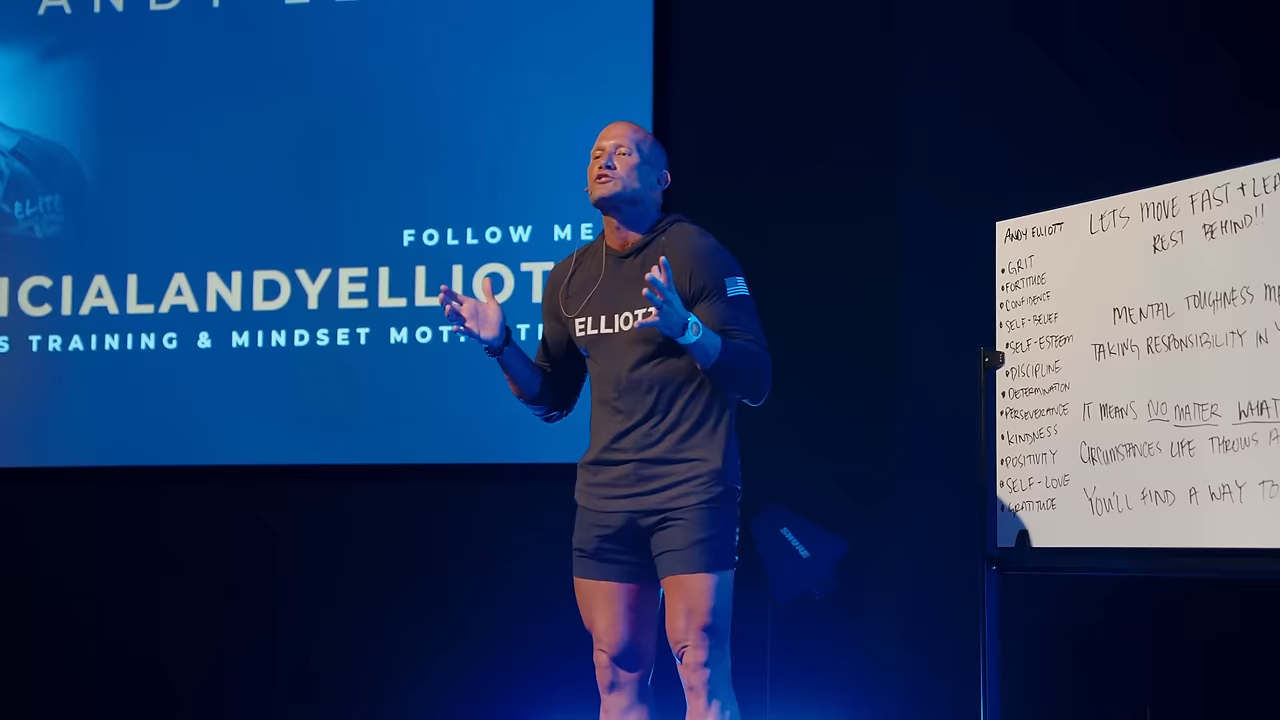 ANDY
FOLLOW ME
ICIALANDYELLIOT
S TRAINING & MINDSET
ELITE
ELLIOTT
SHURE
ANDY ELLIOTT
LETS MOVE FAST + LEA
REST BEHIND!!
• GRIT
• FORTITUDE
• CONFIDENCE
• SELF-BELIEF
• SELF-ESTEEM
• DISCIPLINE
• DETERMINATION
• PERSEVERANCE
• KINDNESS
• POSITIVITY
• SELF-LOVE
• GRATITUDE
MENTAL TOUGHNESS
TAKING RESPONSIBILITY IN
IT MEANS NO MATTER WHAT
CIRCUMSTANCES LIFE THROWS
YOU'LL FIND A WAY TO